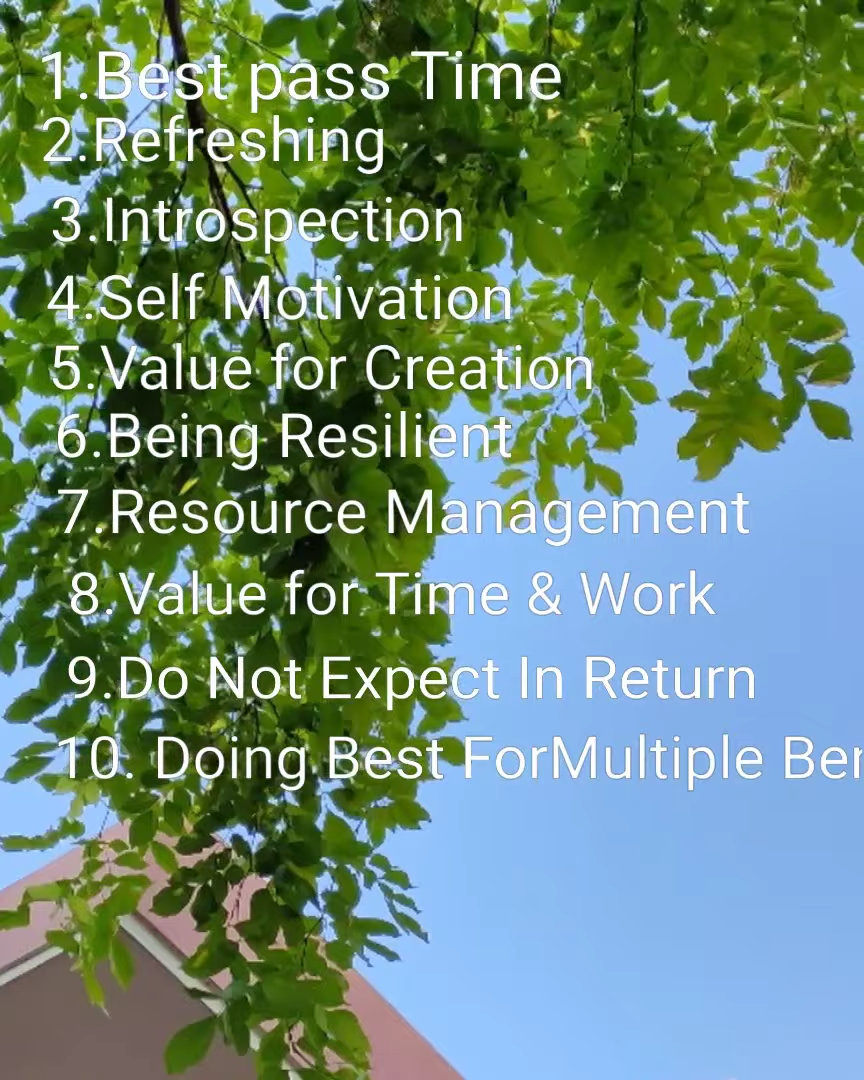 1.Best pass Time
2.Refreshing
3.Introspection
4.Self Motivation
5.Value for Creation
6.Being Resilient
7.Resource Management
8.Value for Time & Work
9.Do Not Expect In Return
10. Doing Best ForMultiple